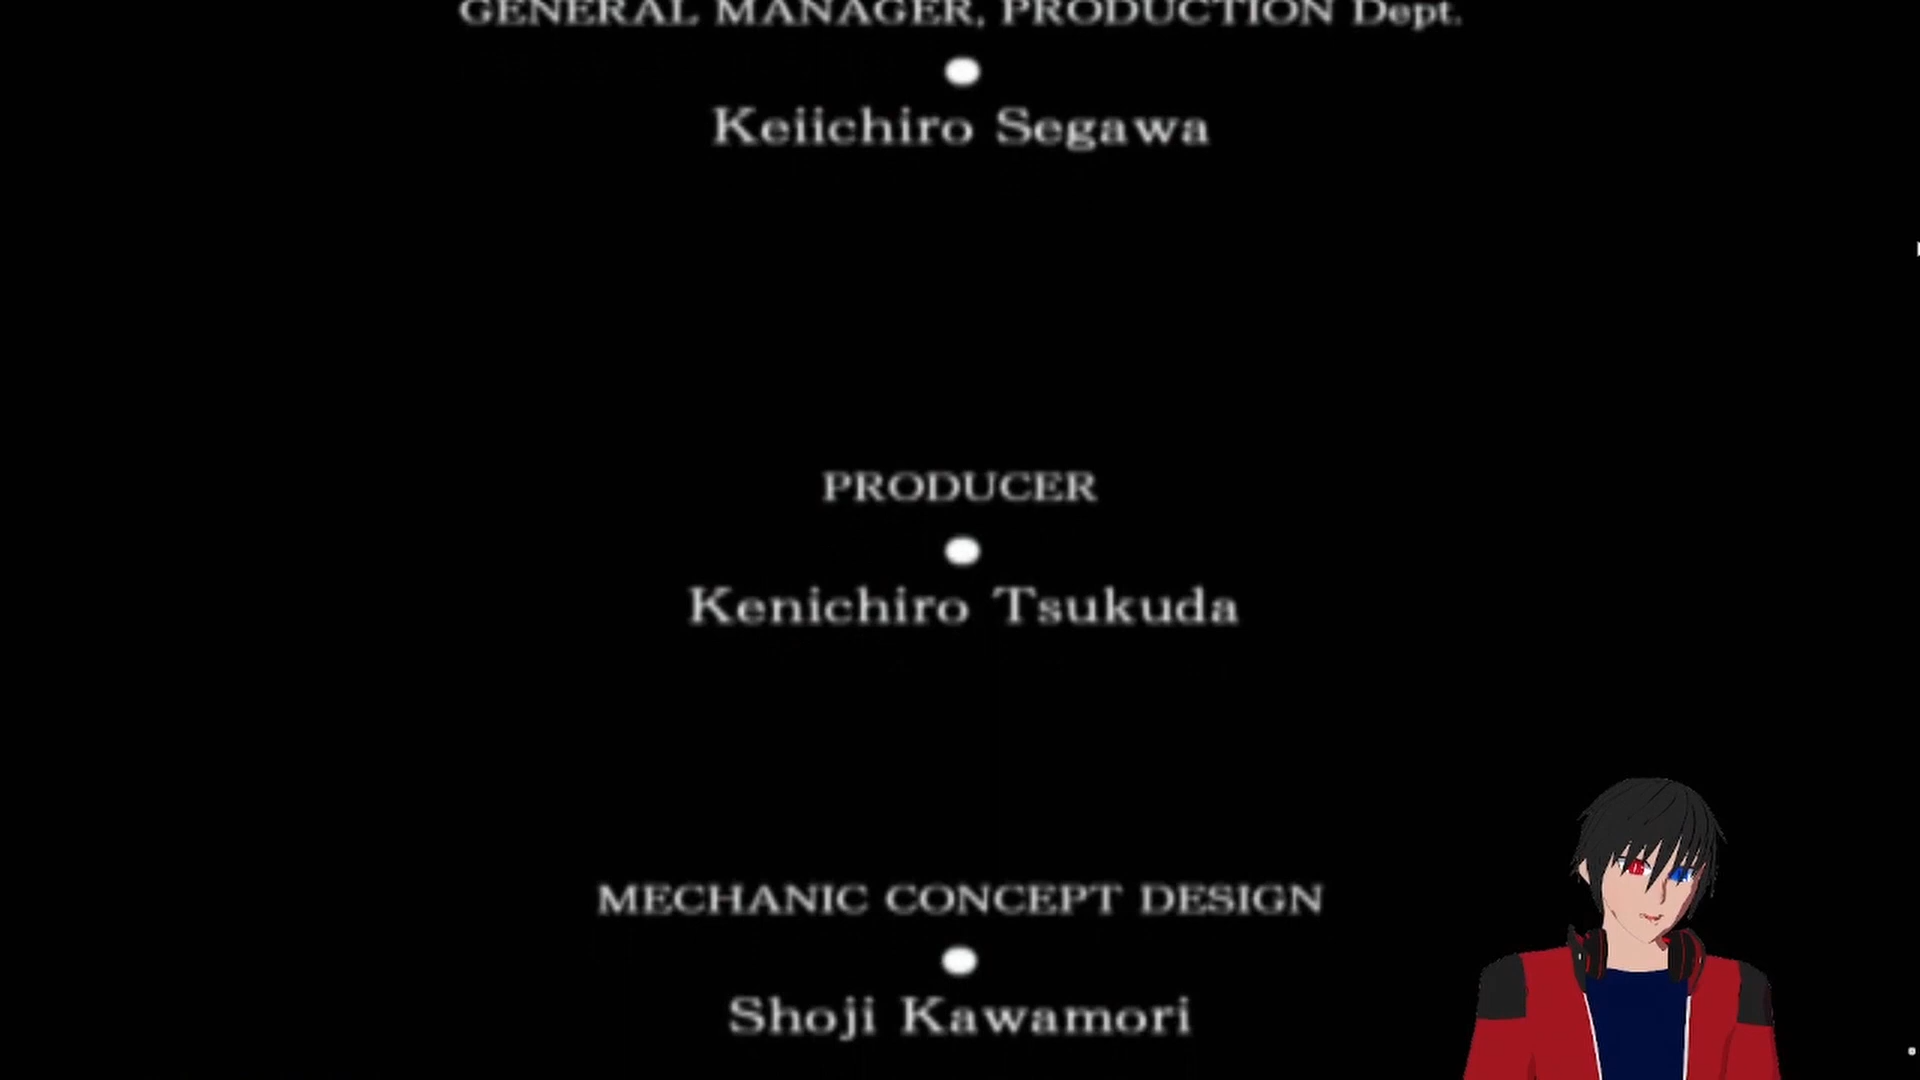 GENERAL MANAGER, PRODUCTION Dept.
Keiichiro Segawa
PRODUCER
Kenichiro Tsukuda
MECHANIC CONCEPT DESIGN
Shoji Kawamori